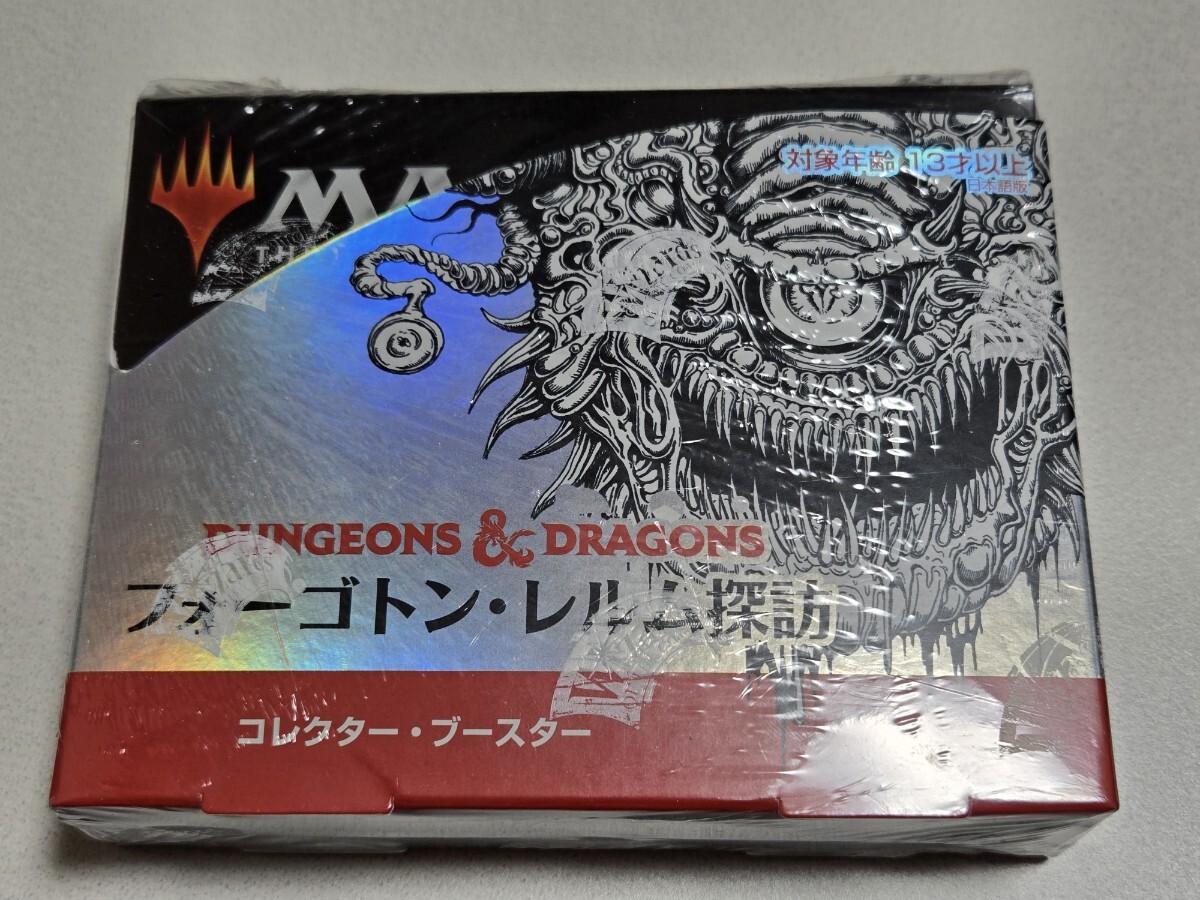 MA
対象年齢 13才以上
日本語版
DUNGEONS & DRAGONS
フォーゴトン・レルム探訪
コレクター・ブースター